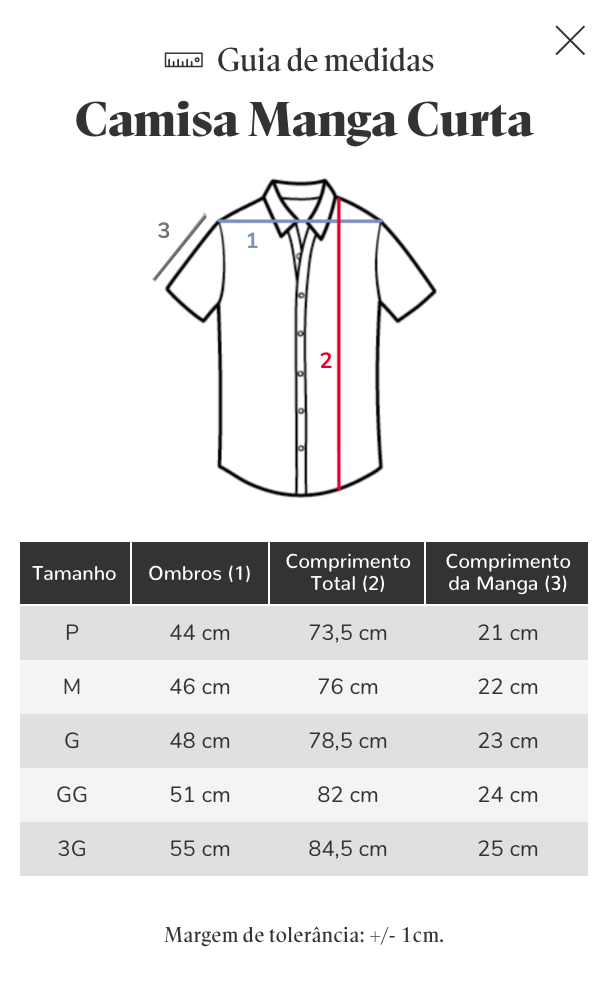 Guia de medidas
Camisa Manga Curta
3
1
2
Tamanho Ombros (1) Comprimento Total (2) Comprimento da Manga (3)
P 44 cm 73,5 cm 21 cm
M 46 cm 76 cm 22 cm
G 48 cm 78,5 cm 23 cm
GG 51 cm 82 cm 24 cm
3G 55 cm 84,5 cm 25 cm
Margem de tolerância: +/- 1cm.